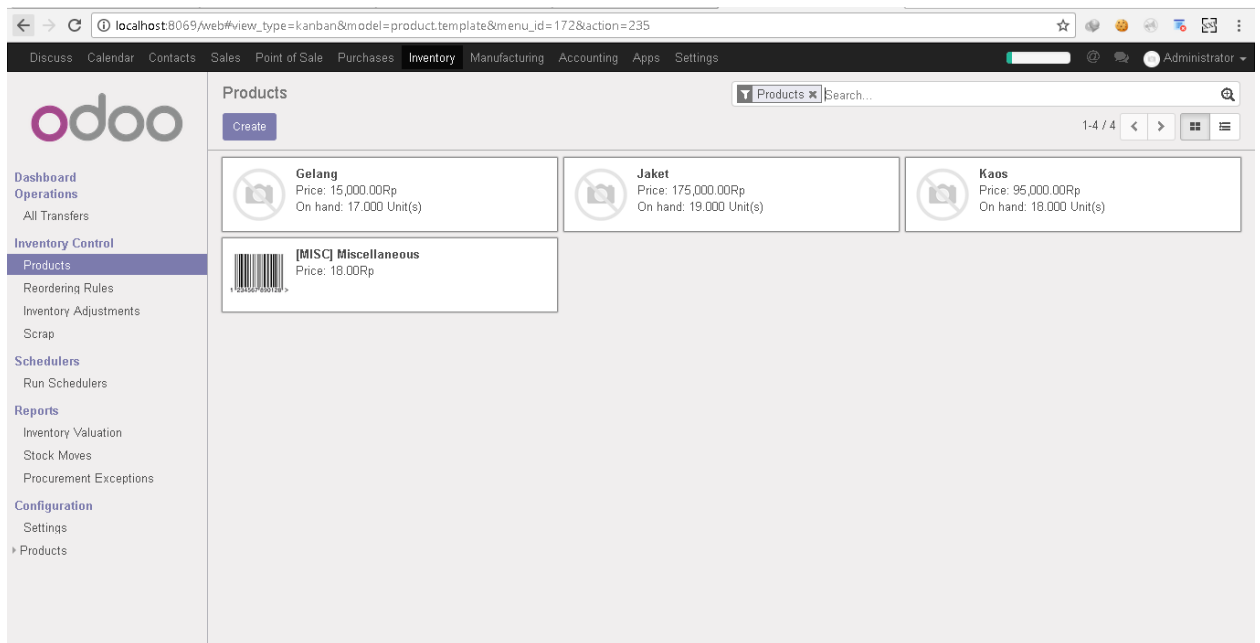 localhost:8069/web#view_type=kanban&model=product.template&menu_id=172&action=235
Discuss Calendar Contacts Sales Point of Sale Purchases Inventory Manufacturing Accounting Apps Settings @ Administrator
odoo
Products
Products × Search...
Create
1-4 / 4
Dashboard
Operations
All Transfers
Inventory Control
Products
Reordering Rules
Inventory Adjustments
Scrap
Schedulers
Run Schedulers
Reports
Inventory Valuation
Stock Moves
Procurement Exceptions
Configuration
Settings
Products
Gelang
Price: 15,000.00Rp
On hand: 17.000 Unit(s)
Jaket
Price: 175,000.00Rp
On hand: 19.000 Unit(s)
Kaos
Price: 95,000.00Rp
On hand: 18.000 Unit(s)
[MISC] Miscellaneous
Price: 18.00Rp